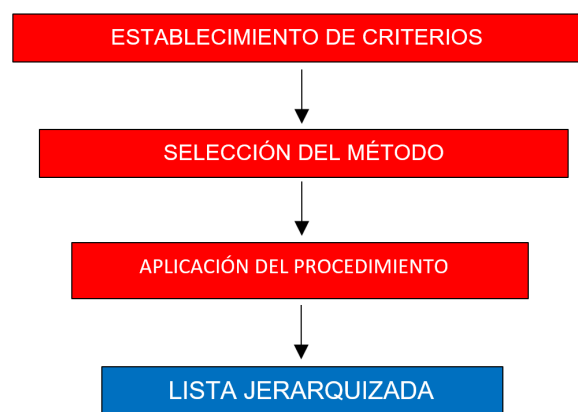 ESTABLECIMIENTO DE CRITERIOS
SELECCIÓN DEL MÉTODO
APLICACIÓN DEL PROCEDIMIENTO
LISTA JERARQUIZADA